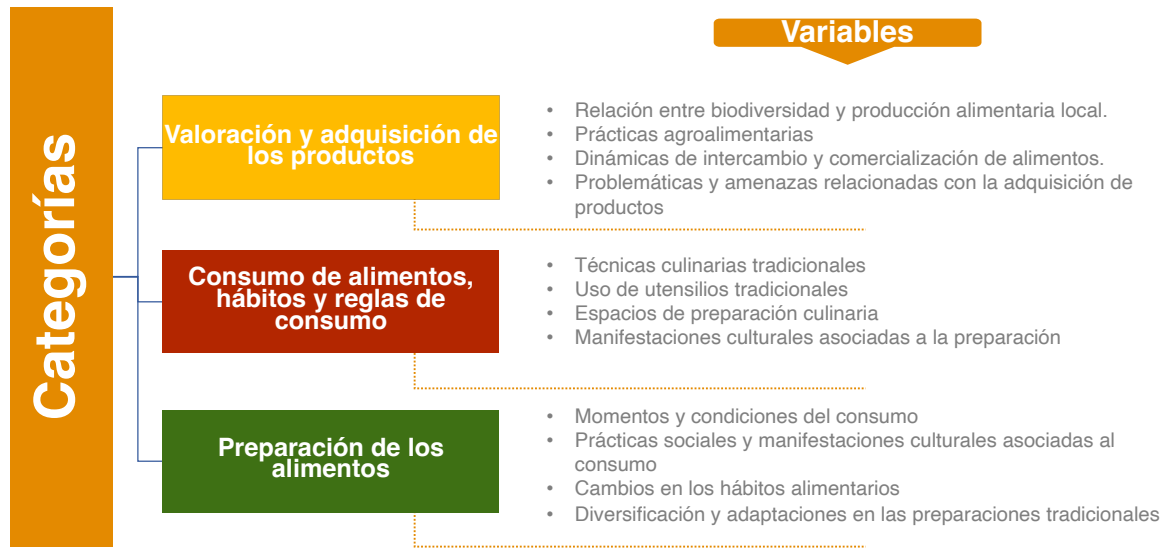 Categorías
Variables
Valoración y adquisición de
los productos
• Relación entre biodiversidad y producción alimentaria local.
• Prácticas agroalimentarias
• Dinámicas de intercambio y comercialización de alimentos.
• Problemáticas y amenazas relacionadas con la adquisición de
productos
Consumo de alimentos,
hábitos y reglas de
consumo
• Técnicas culinarias tradicionales
• Uso de utensilios tradicionales
• Espacios de preparación culinaria
• Manifestaciones culturales asociadas a la preparación
Preparación de los
alimentos
• Momentos y condiciones del consumo
• Prácticas sociales y manifestaciones culturales asociadas al
consumo
• Cambios en los hábitos alimentarios
• Diversificación y adaptaciones en las preparaciones tradicionales